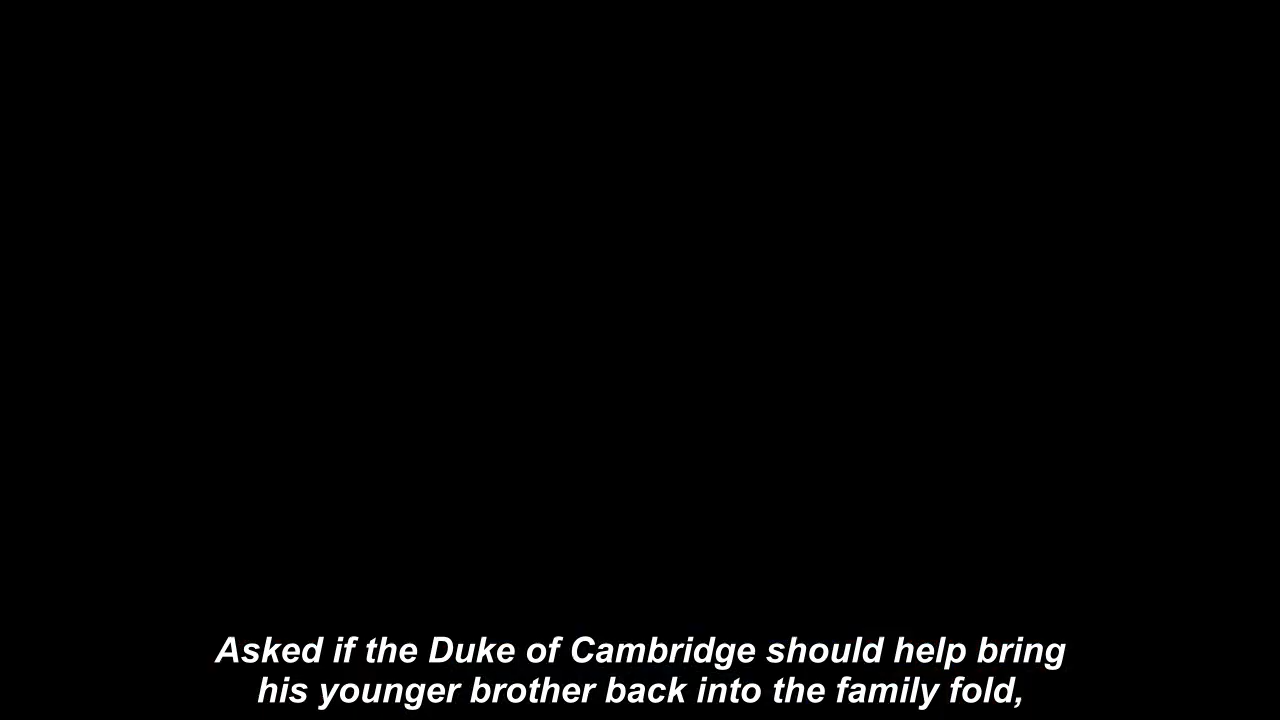 Asked if the Duke of Cambridge should help bring
his younger brother back into the family fold,